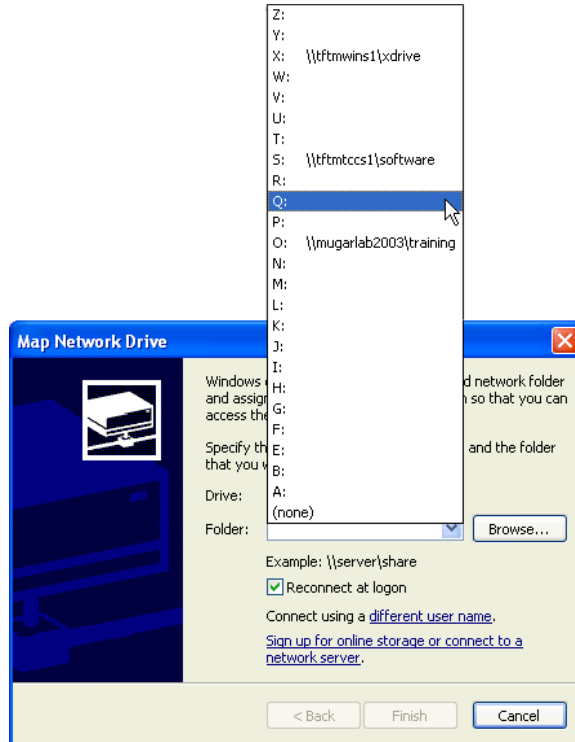 Z:
Y:
X: \\tftmwins1\xdrive
W:
V:
U:
T:
S: \\tftmtccs1\software
R:
Q:
P:
O: \\mugarlab2003\training
N:
M:
L:
K:
J:
I:
H:
G:
F:
E:
B:
A:
(none)
Map Network Drive
Windows d network folder
and assig so that you can
access the
Specify th and the folder
that you
Drive:
Folder:
Browse...
Example: \\server\share
Reconnect at logon
Connect using a different user name.
Sign up for online storage or connect to a
network server.
< Back Finish Cancel